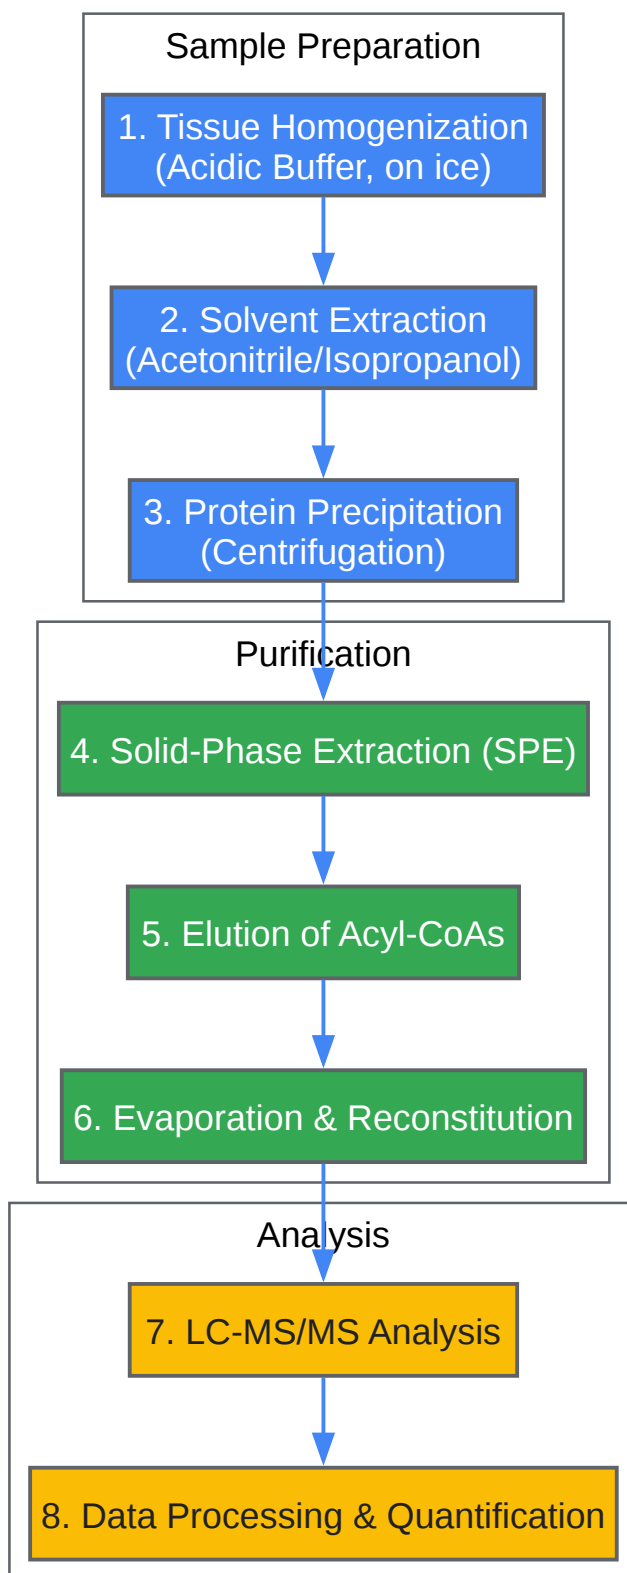 Sample Preparation
1. Tissue Homogenization
(Acidic Buffer, on ice)
2. Solvent Extraction
(Acetonitrile/Isopropanol)
3. Protein Precipitation
(Centrifugation)
Purification
4. Solid-Phase Extraction (SPE)
5. Elution of Acyl-CoAs
6. Evaporation & Reconstitution
Analysis
7. LC-MS/MS Analysis
8. Data Processing & Quantification